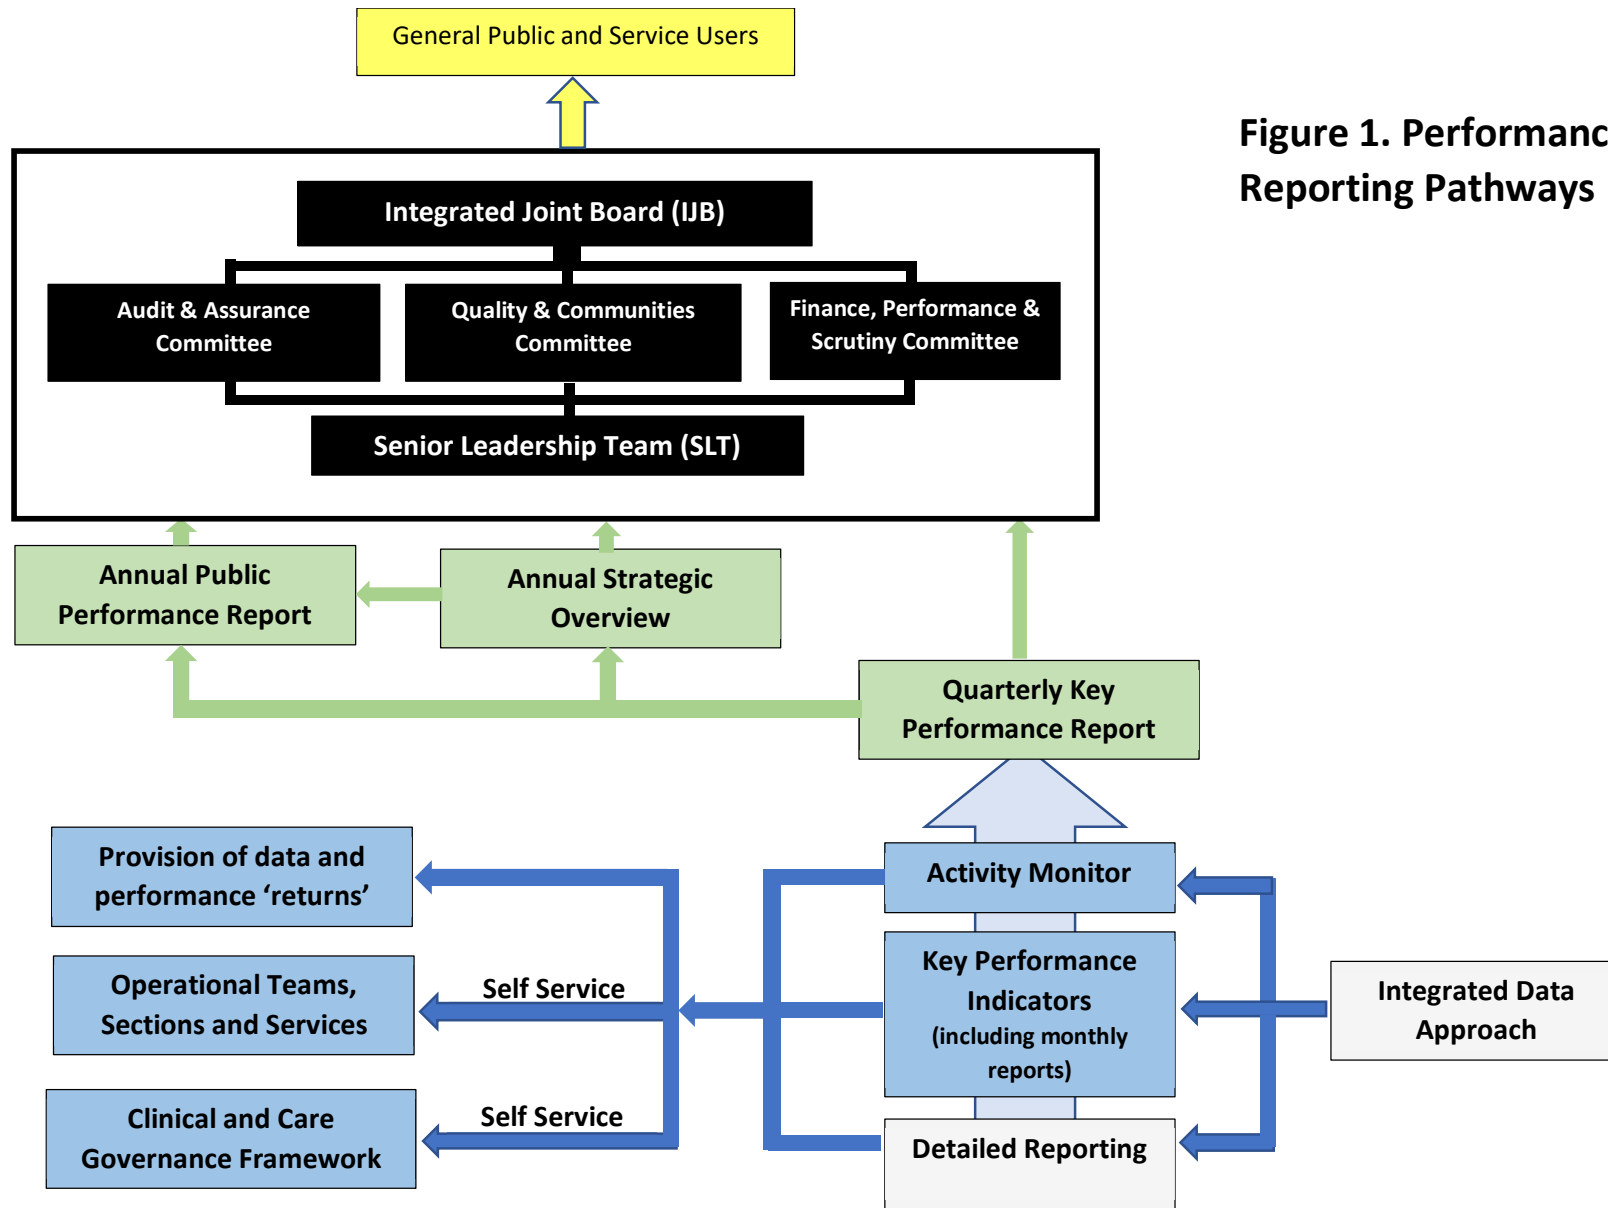 General Public and Service Users
Figure 1. Performanc
Reporting Pathways
Integrated Joint Board (IJB)
Audit & Assurance
Committee
Quality & Communities
Committee
Finance, Performance &
Scrutiny Committee
Senior Leadership Team (SLT)
Annual Public
Performance Report
Annual Strategic
Overview
Quarterly Key
Performance Report
Provision of data and
performance ‘returns’
Activity Monitor
Operational Teams,
Sections and Services
Self Service
Key Performance
Indicators
(including monthly
reports)
Integrated Data
Approach
Clinical and Care
Governance Framework
Self Service
Detailed Reporting